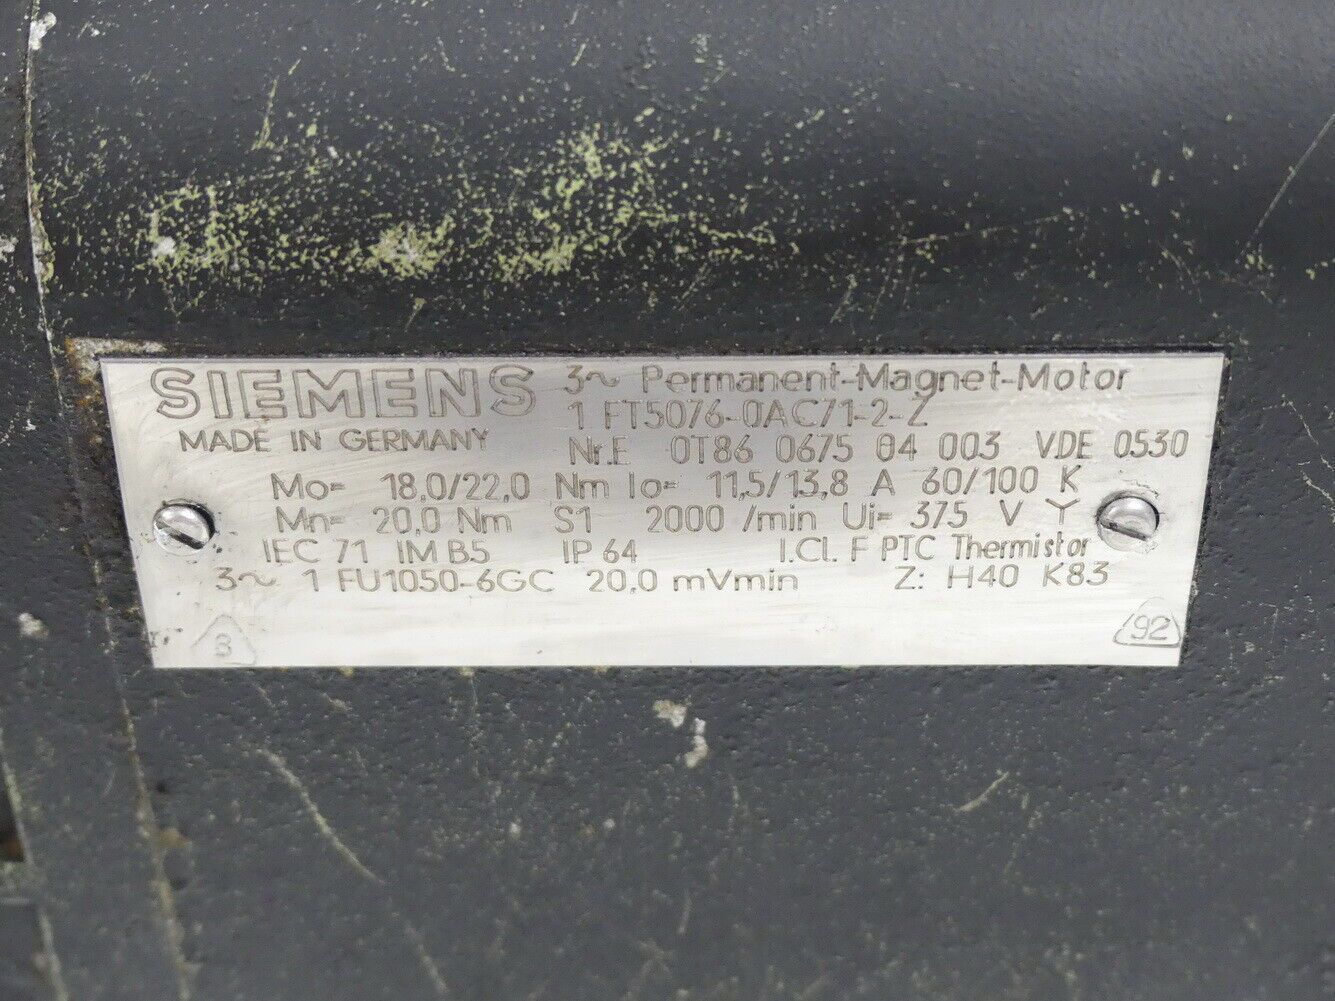 SIEMENS 3~ Permanent-Magnet-Motor
1 FT5076-0AC71-2-Z
MADE IN GERMANY Nr.E 0T86 0675 04 003 VDE 0530
Mo= 18,0/22,0 Nm Io= 11,5/13,8 A 60/100 K
Mn= 20,0 Nm S1 2000 /min Ui= 375 V Y
IEC 71 IM B5 IP 64 I.Cl. F PTC Thermistor
3~ 1 FU1050-6GC 20,0 mVmin Z: H40 K83
3 92